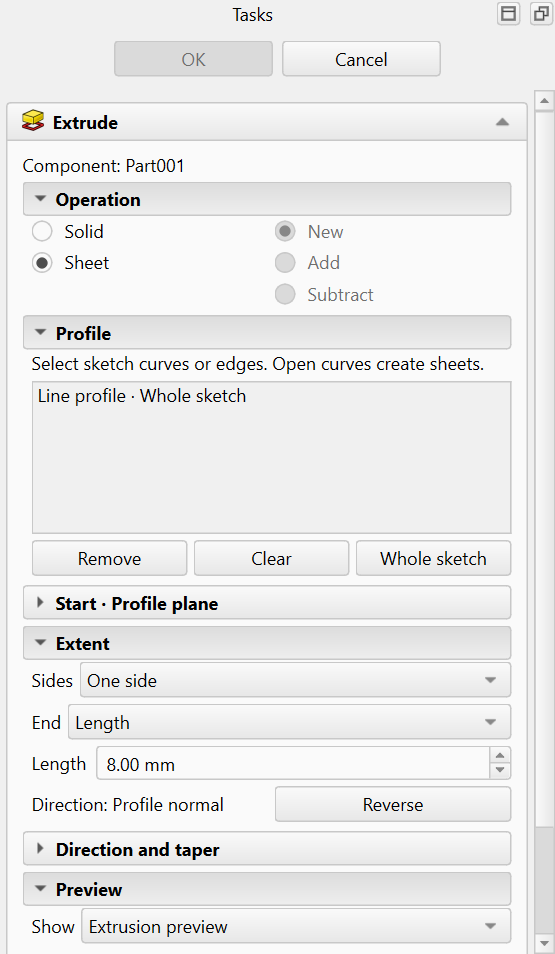 Tasks
OK
Cancel
Extrude
Component: Part001
Operation
Solid
New
Sheet
Add
Subtract
Profile
Select sketch curves or edges. Open curves create sheets.
Line profile · Whole sketch
Remove
Clear
Whole sketch
Start · Profile plane
Extent
Sides One side
End Length
Length 8.00 mm
Direction: Profile normal
Reverse
Direction and taper
Preview
Show Extrusion preview